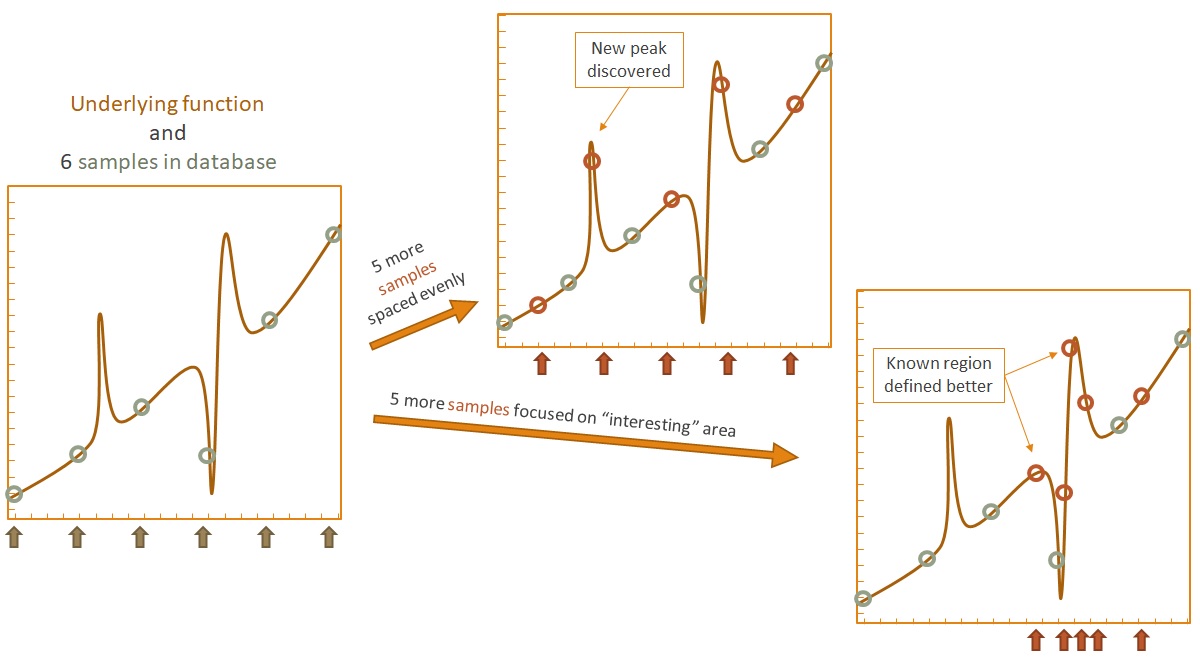 Underlying function
and
6 samples in database
5 more
samples
spaced evenly
New peak
discovered
5 more samples focused on “interesting” area
Known region
defined better